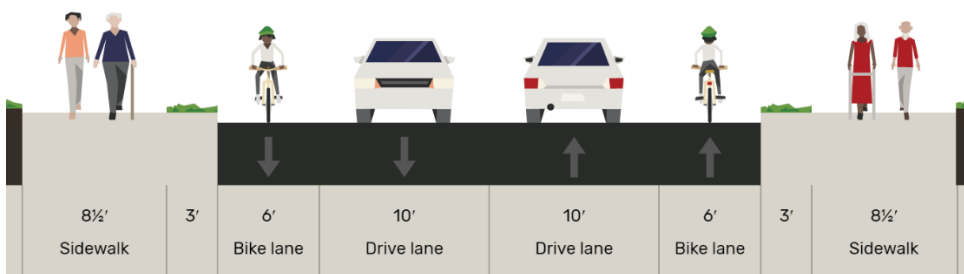 8½′ 3′ 6′ 10′ 10′ 6′ 3′ 8½′
Sidewalk Bike lane Drive lane Drive lane Bike lane Sidewalk